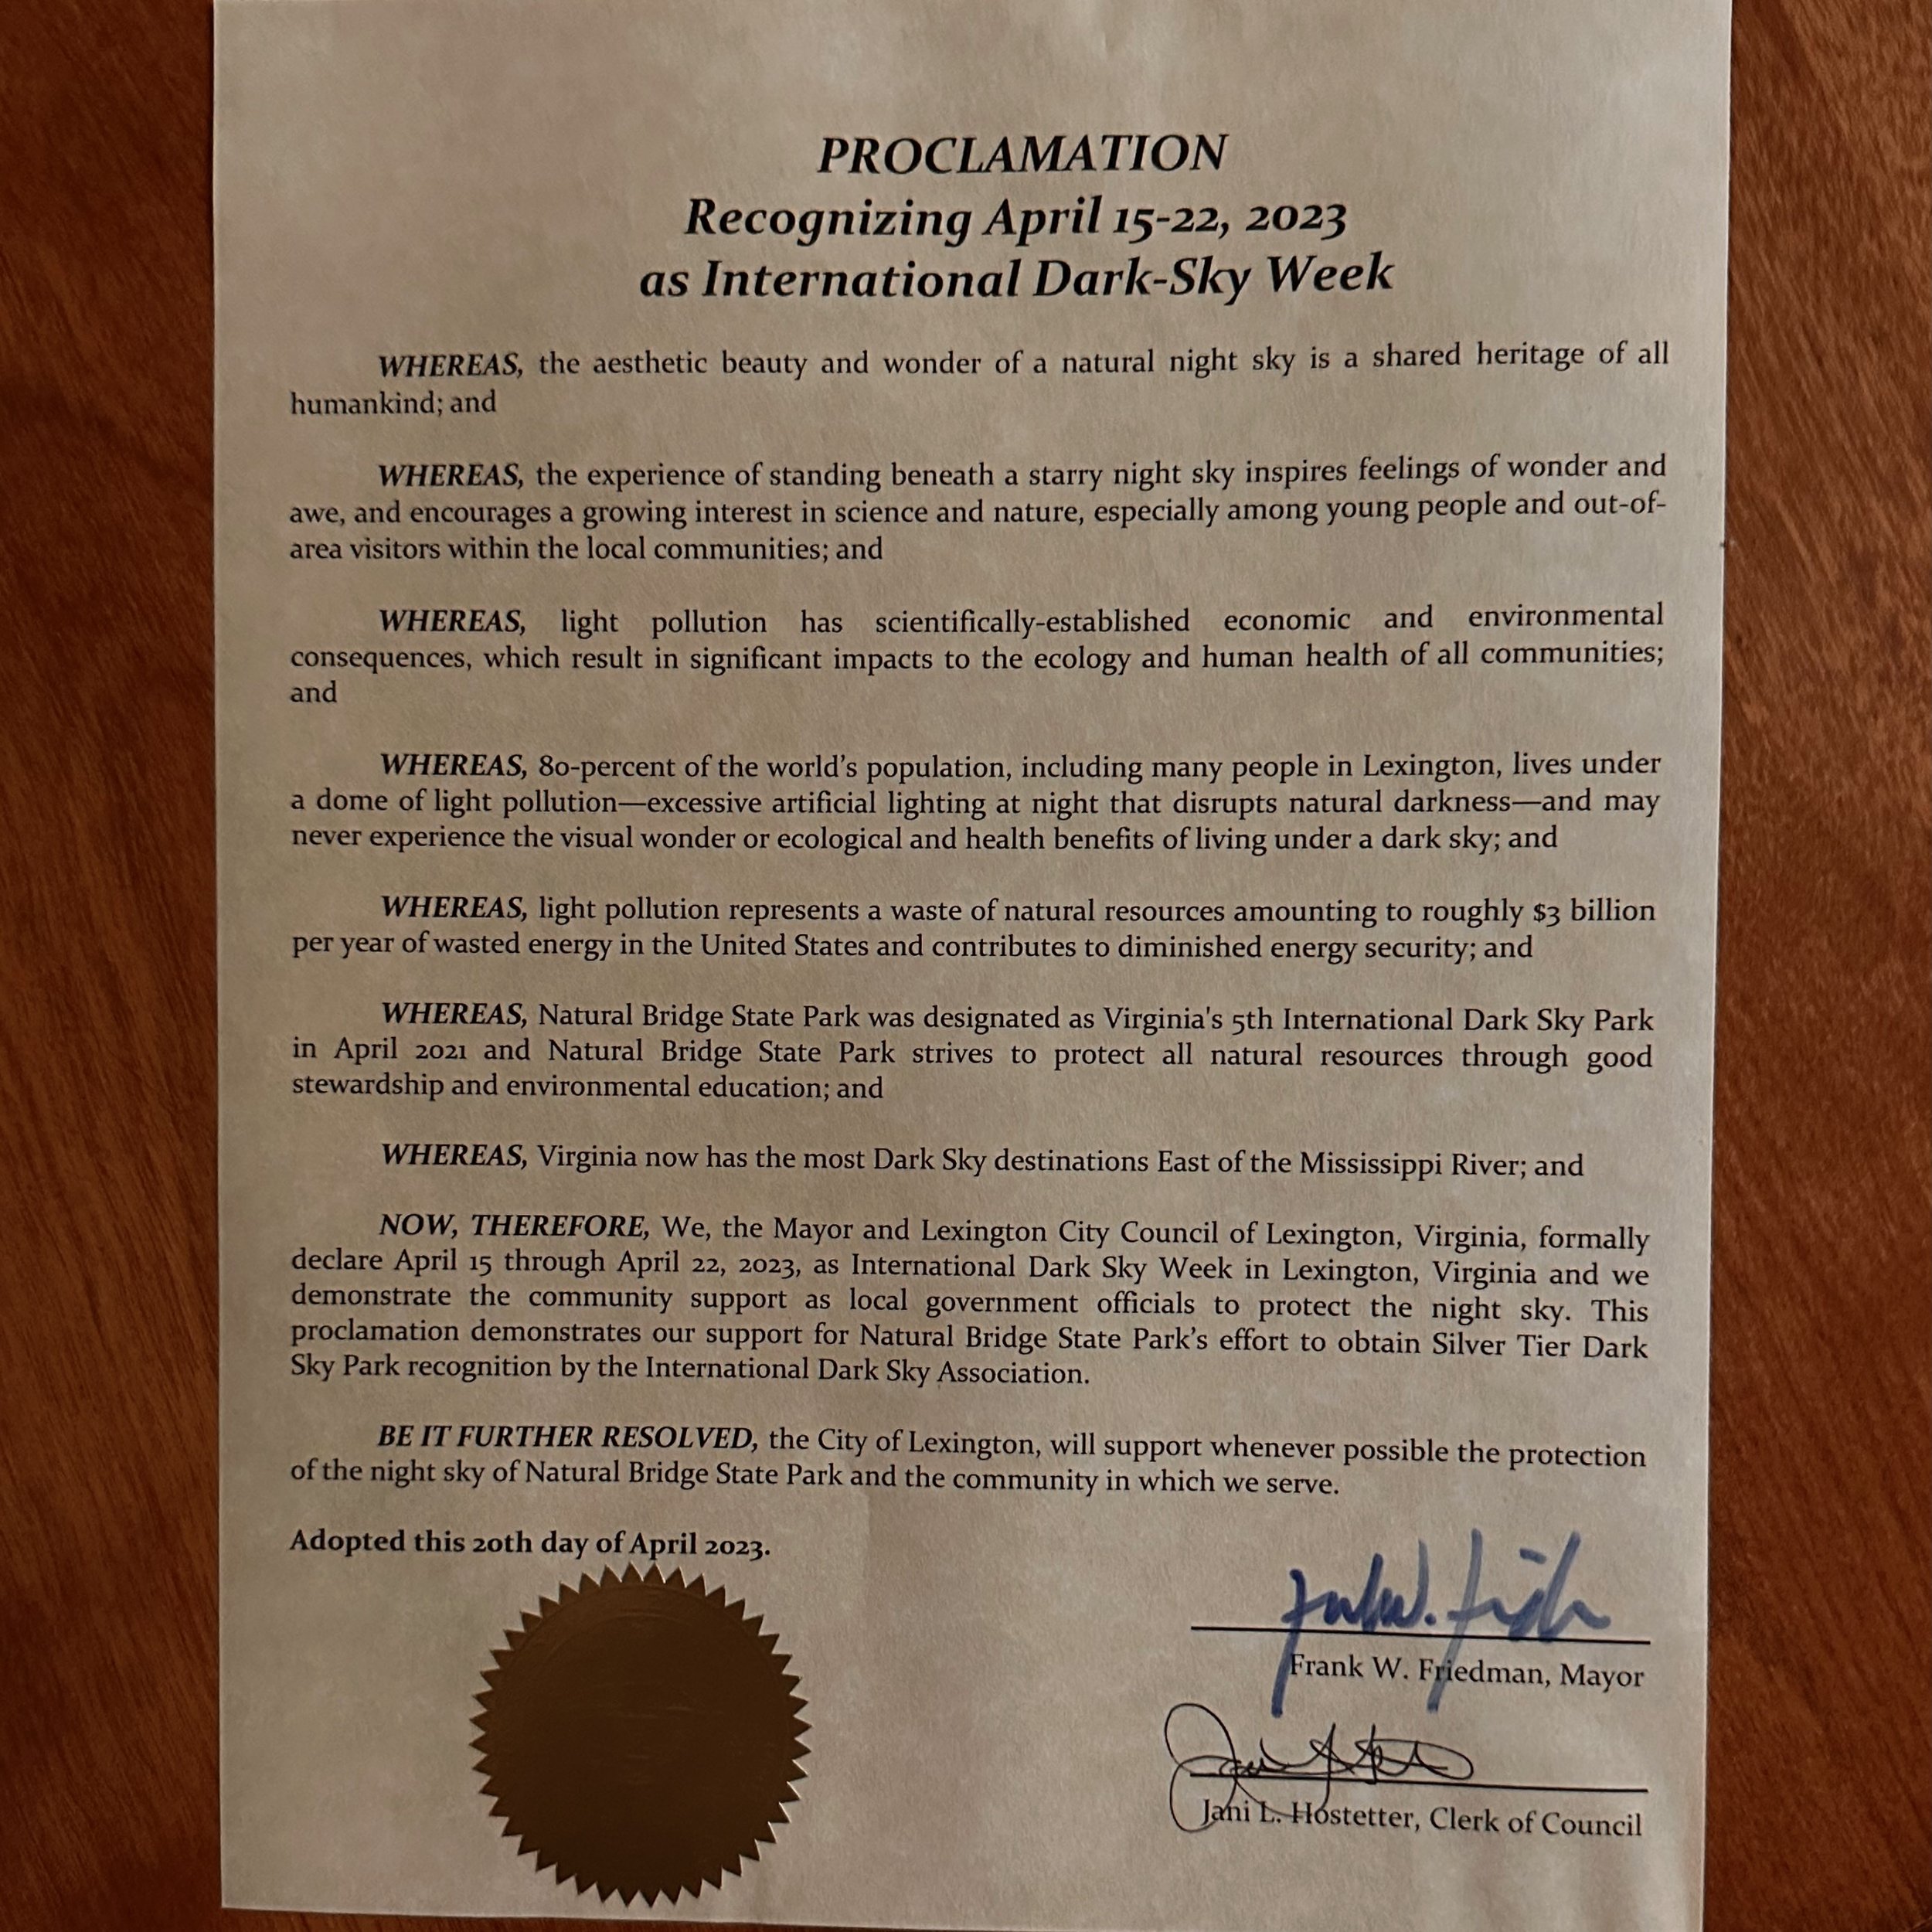 PROCLAMATION
Recognizing April 15-22, 2023
as International Dark-Sky Week
WHEREAS, the aesthetic beauty and wonder of a natural night sky is a shared heritage of all
humankind; and
WHEREAS, the experience of standing beneath a starry night sky inspires feelings of wonder and
awe, and encourages a growing interest in science and nature, especially among young people and out-of-
area visitors within the local communities; and
WHEREAS, light pollution has scientifically-established economic and environmental
consequences, which result in significant impacts to the ecology and human health of all communities;
and
WHEREAS, 80-percent of the world's population, including many people in Lexington, lives under
a dome of light pollution—excessive artificial lighting at night that disrupts natural darkness—and may
never experience the visual wonder or ecological and health benefits of living under a dark sky; and
WHEREAS, light pollution represents a waste of natural resources amounting to roughly $3 billion
per year of wasted energy in the United States and contributes to diminished energy security; and
WHEREAS, Natural Bridge State Park was designated as Virginia's 5th International Dark Sky Park
in April 2021 and Natural Bridge State Park strives to protect all natural resources through good
stewardship and environmental education; and
WHEREAS, Virginia now has the most Dark Sky destinations East of the Mississippi River; and
NOW, THEREFORE, We, the Mayor and Lexington City Council of Lexington, Virginia, formally
declare April 15 through April 22, 2023, as International Dark Sky Week in Lexington, Virginia and we
demonstrate the community support as local government officials to protect the night sky. This
proclamation demonstrates our support for Natural Bridge State Park's effort to obtain Silver Tier Dark
Sky Park recognition by the International Dark Sky Association.
BE IT FURTHER RESOLVED, the City of Lexington, will support whenever possible the protection
of the night sky of Natural Bridge State Park and the community in which we serve.
Adopted this 20th day of April 2023.
Frank W. Friedman, Mayor
Jani L. Hostetter, Clerk of Council